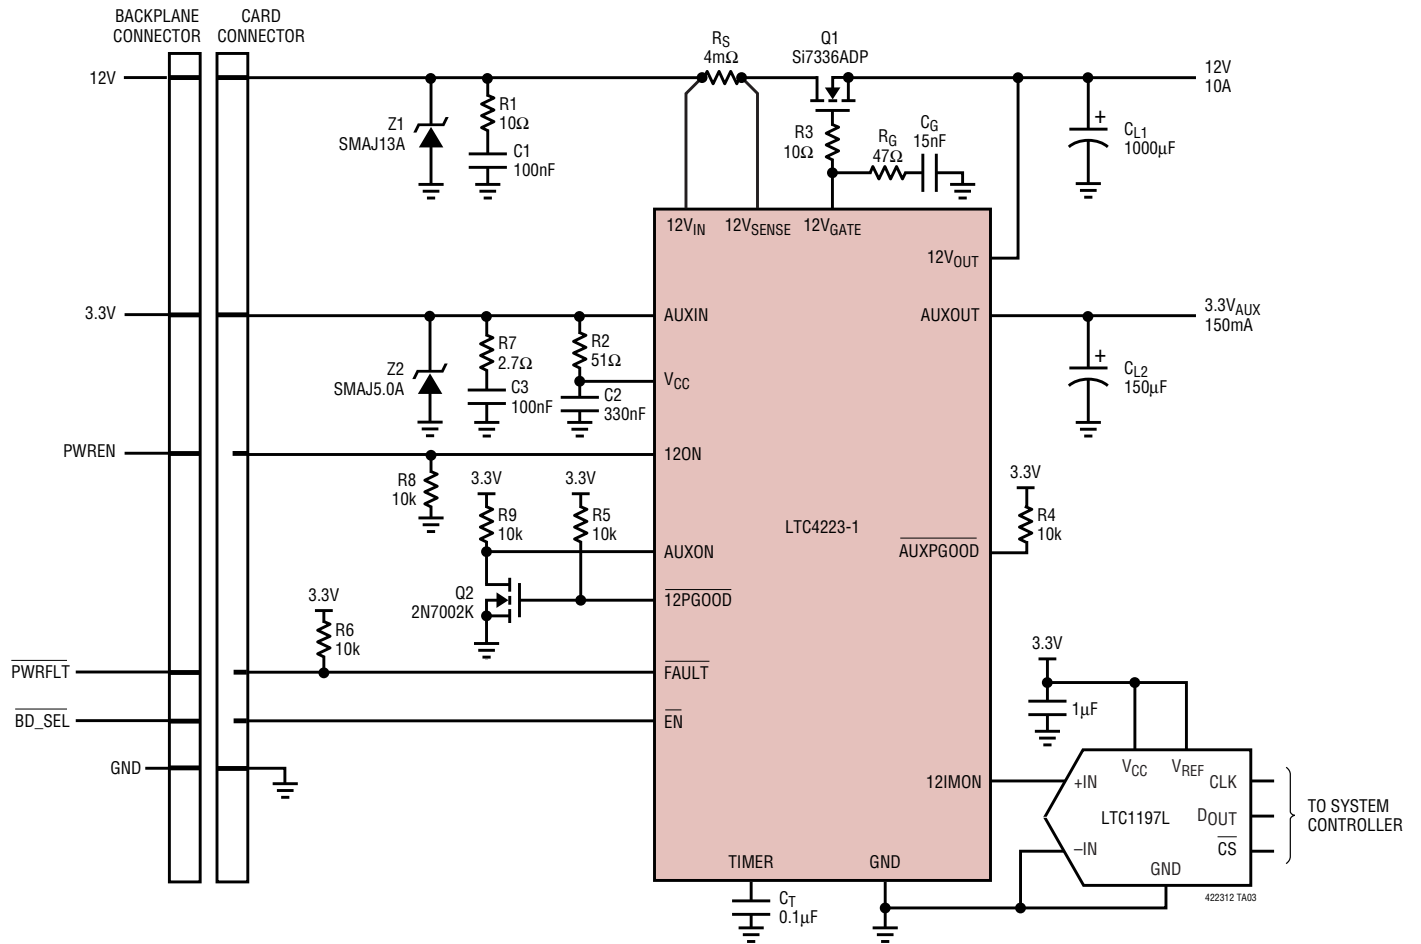 BACKPLANE
CONNECTOR
CARD
CONNECTOR
12V
RS
4mΩ
Q1
Si7336ADP
12V
10A
Z1
SMAJ13A
R1
10Ω
C1
100nF
R3
10Ω
RG
47Ω
CG
15nF
+
CL1
1000µF
12VIN
12VSENSE
12VGATE
12VOUT
3.3V
AUXIN
AUXOUT
3.3VAUX
150mA
Z2
SMAJ5.0A
R7
2.7Ω
C3
100nF
R2
51Ω
C2
330nF
VCC
+
CL2
150µF
PWREN
12ON
R8
10k
3.3V
R9
10k
3.3V
R5
10k
3.3V
R4
10k
LTC4223-1
AUXON
AUXPGOOD
Q2
2N7002K
12PGOOD
3.3V
R6
10k
PWRFLT
FAULT
BD_SEL
EN
GND
3.3V
1µF
12IMON
+IN
VCC
VREF
CLK
LTC1197L
DOUT
–IN
CS
GND
TO SYSTEM
CONTROLLER
TIMER
GND
CT
0.1µF
422312 TA03